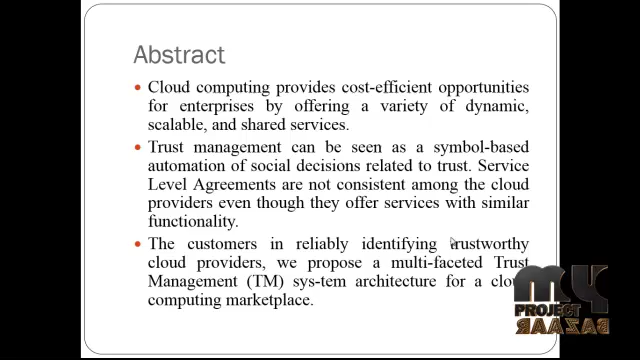 Abstract
• Cloud computing provides cost-efficient opportunities
for enterprises by offering a variety of dynamic,
scalable, and shared services.
• Trust management can be seen as a symbol-based
automation of social decisions related to trust. Service
Level Agreements are not consistent among the cloud
providers even though they offer services with similar
functionality.
• The customers in reliably identifying trustworthy
cloud providers, we propose a multi-faceted Trust
Management (TM) sys-tem architecture for a cloud
computing marketplace.
MY
PROJECT
BAZAAR